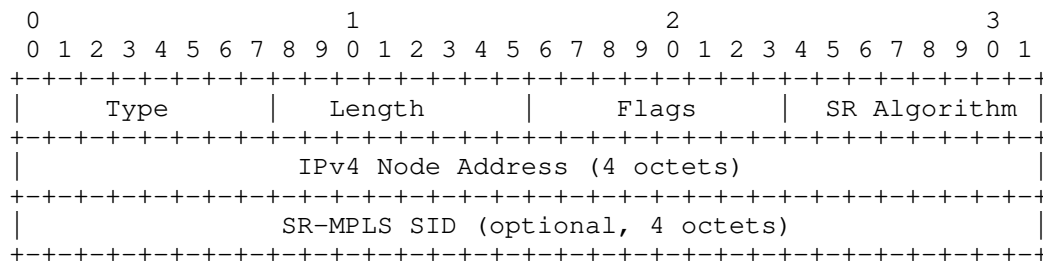 0                   1                   2                   3
 0 1 2 3 4 5 6 7 8 9 0 1 2 3 4 5 6 7 8 9 0 1 2 3 4 5 6 7 8 9 0 1
+-+-+-+-+-+-+-+-+-+-+-+-+-+-+-+-+-+-+-+-+-+-+-+-+-+-+-+-+-+-+-+-+
|     Type      |   Length      |     Flags     |  SR Algorithm |
+-+-+-+-+-+-+-+-+-+-+-+-+-+-+-+-+-+-+-+-+-+-+-+-+-+-+-+-+-+-+-+-+
|                 IPv4 Node Address (4 octets)                  |
+-+-+-+-+-+-+-+-+-+-+-+-+-+-+-+-+-+-+-+-+-+-+-+-+-+-+-+-+-+-+-+-+
|                SR-MPLS SID (optional, 4 octets)               |
+-+-+-+-+-+-+-+-+-+-+-+-+-+-+-+-+-+-+-+-+-+-+-+-+-+-+-+-+-+-+-+-+